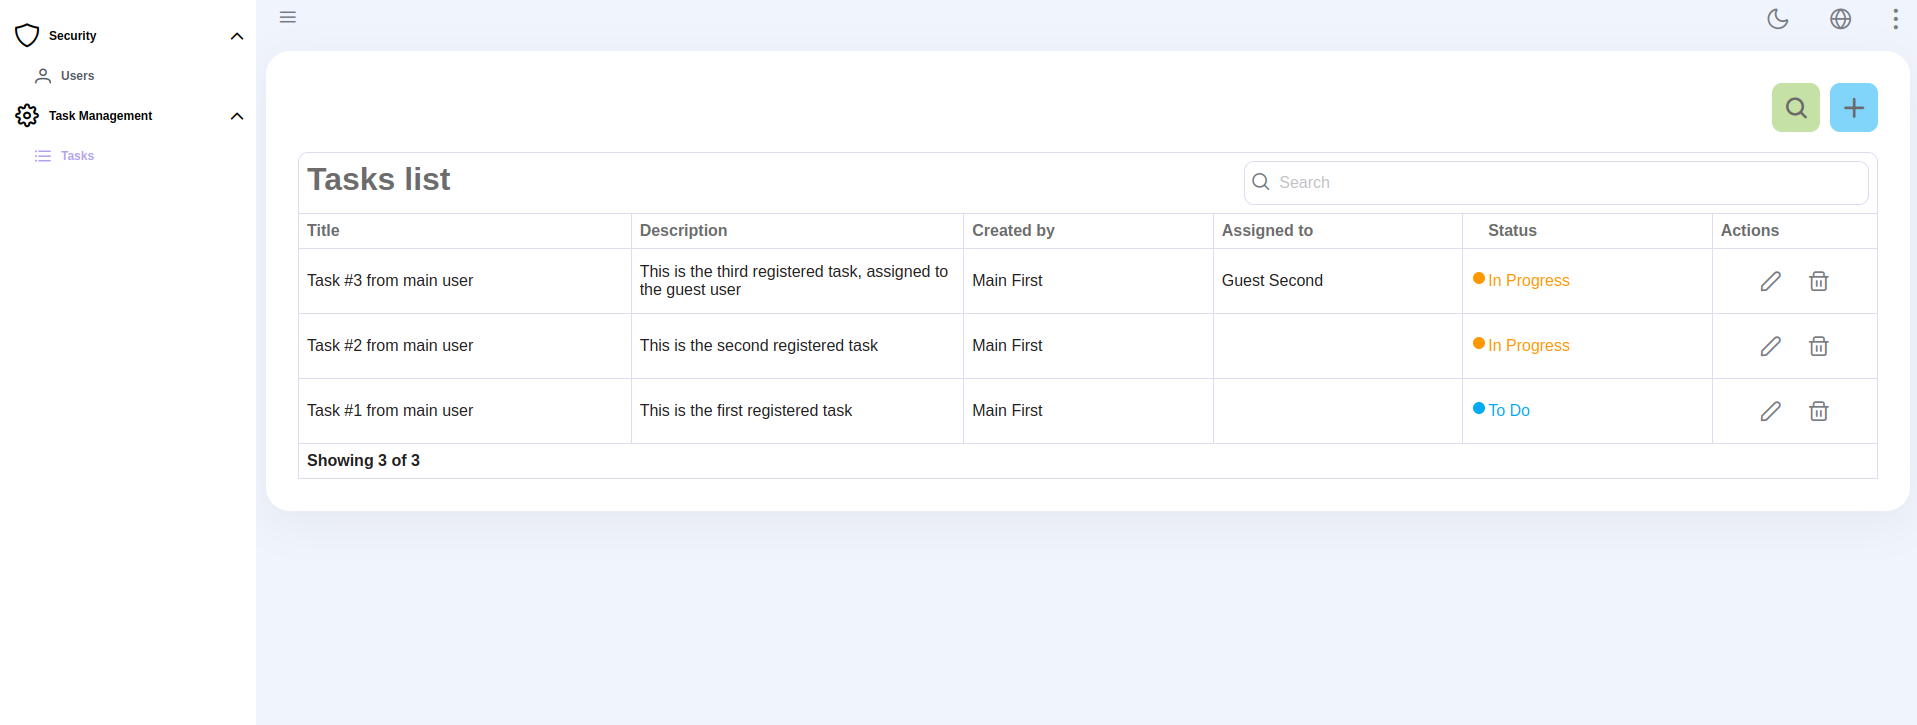 Security
Users
Task Management
Tasks
Tasks list
Search
Title Description Created by Assigned to Status Actions
Task #3 from main user This is the third registered task, assigned to the guest user Main First Guest Second In Progress
Task #2 from main user This is the second registered task Main First In Progress
Task #1 from main user This is the first registered task Main First To Do
Showing 3 of 3